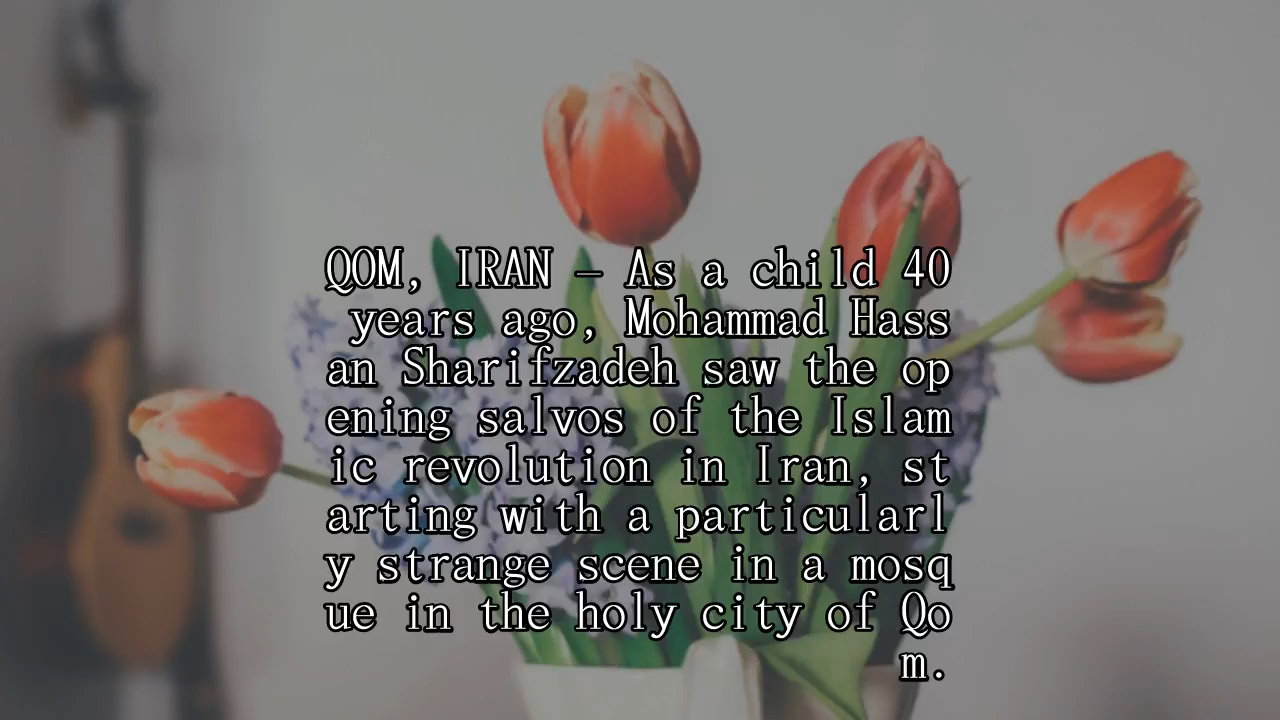 QOM, IRAN — As a child 40
years ago, Mohammad Hass
an Sharifzadeh saw the op
ening salvos of the Islam
ic revolution in Iran, st
arting with a particularl
y strange scene in a mosq
ue in the holy city of Qo
m.